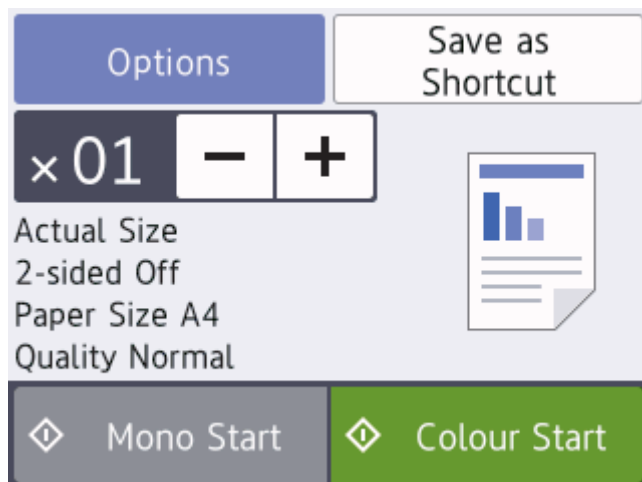 Options
Save as
Shortcut
×01
− +
Actual Size
2-sided Off
Paper Size A4
Quality Normal
Mono Start
Colour Start